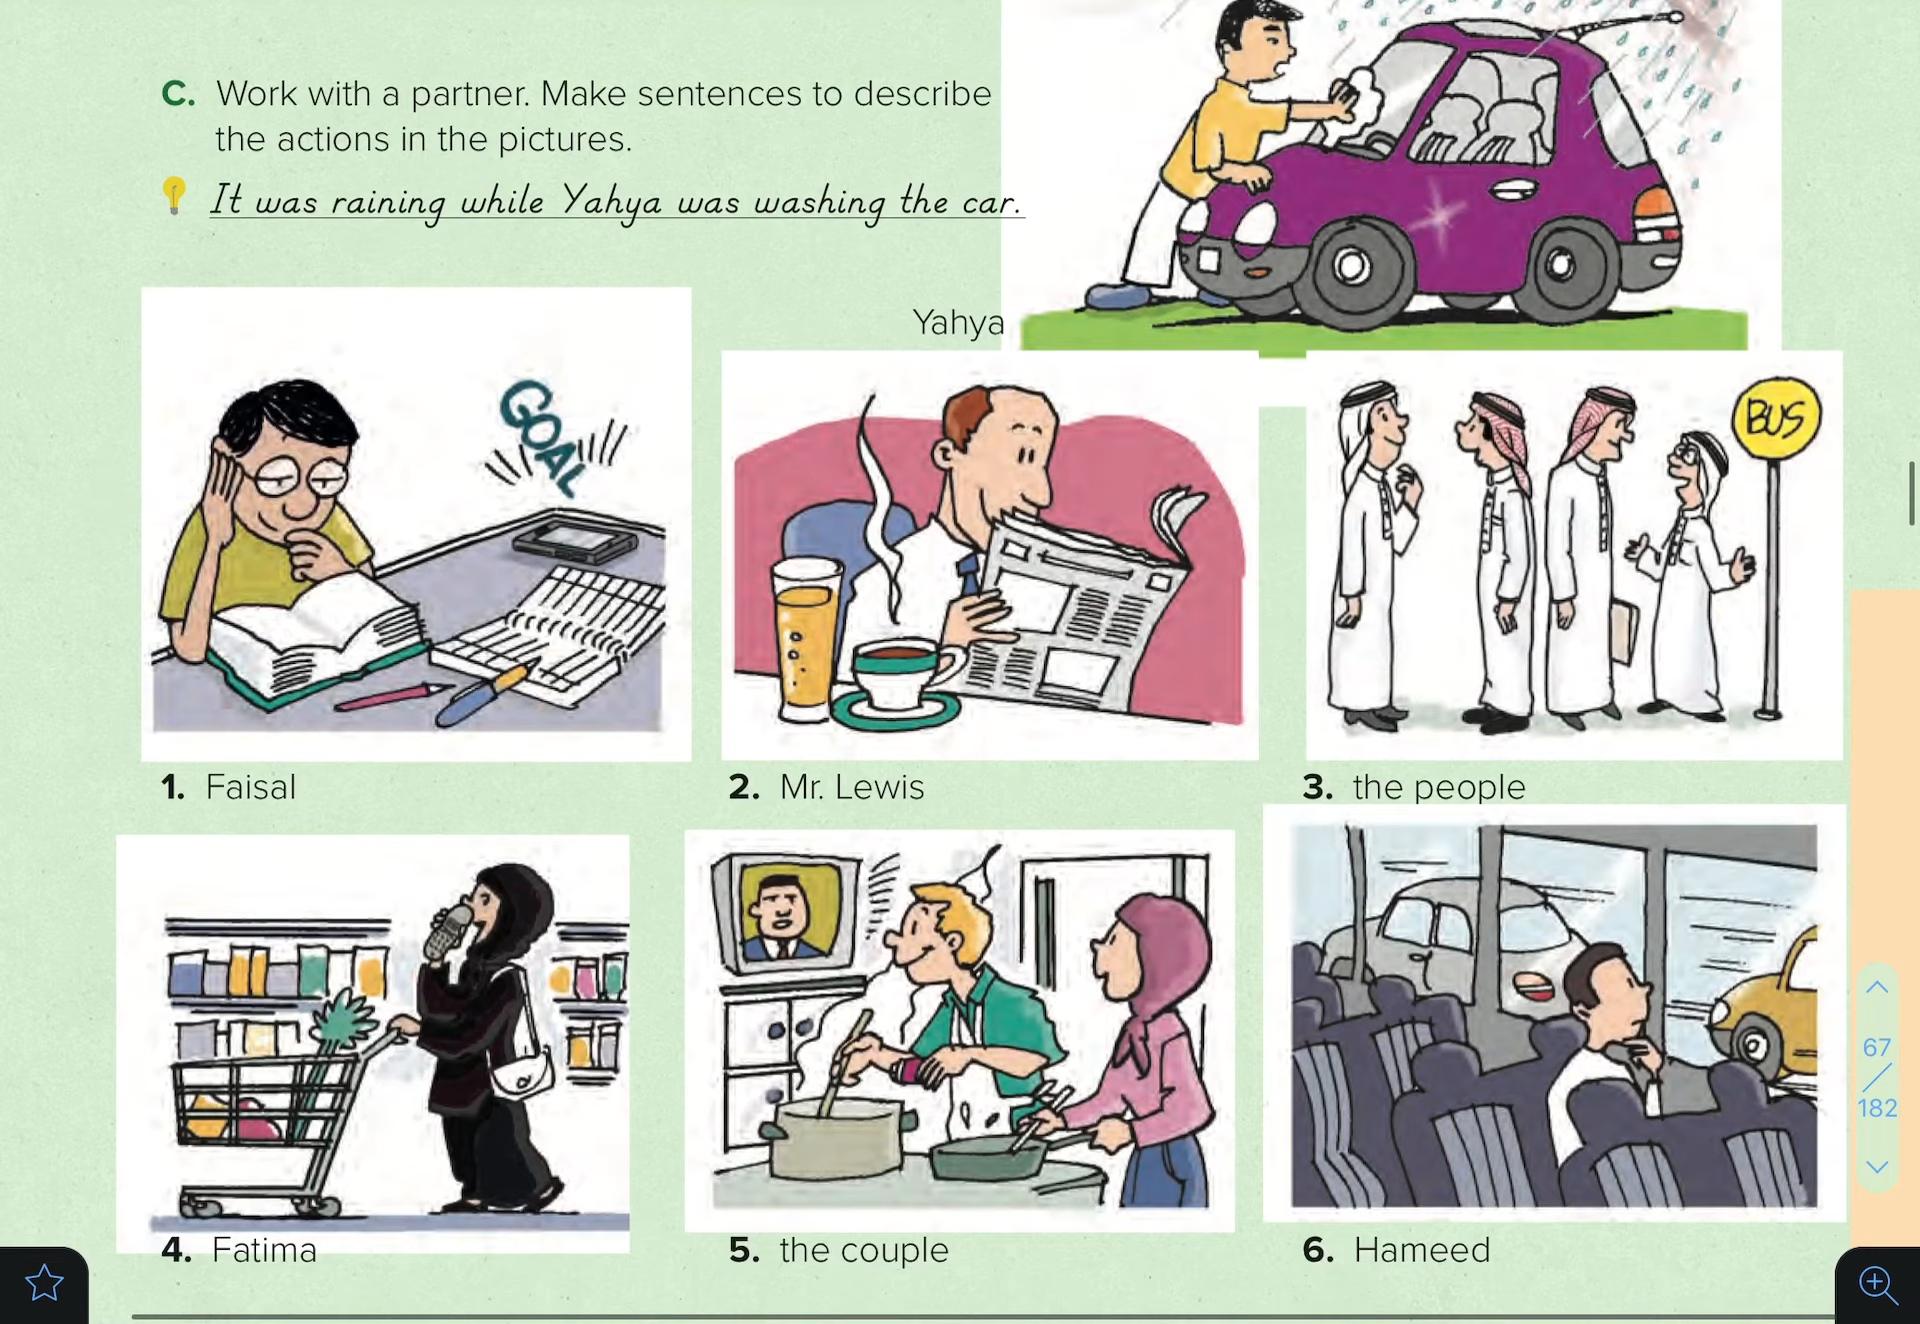 C. Work with a partner. Make sentences to describe
the actions in the pictures.
It was raining while Yahya was washing the car.
Yahya
GOAL
BUS
1. Faisal
2. Mr. Lewis
3. the people
4. Fatima
5. the couple
6. Hameed
67
/
182